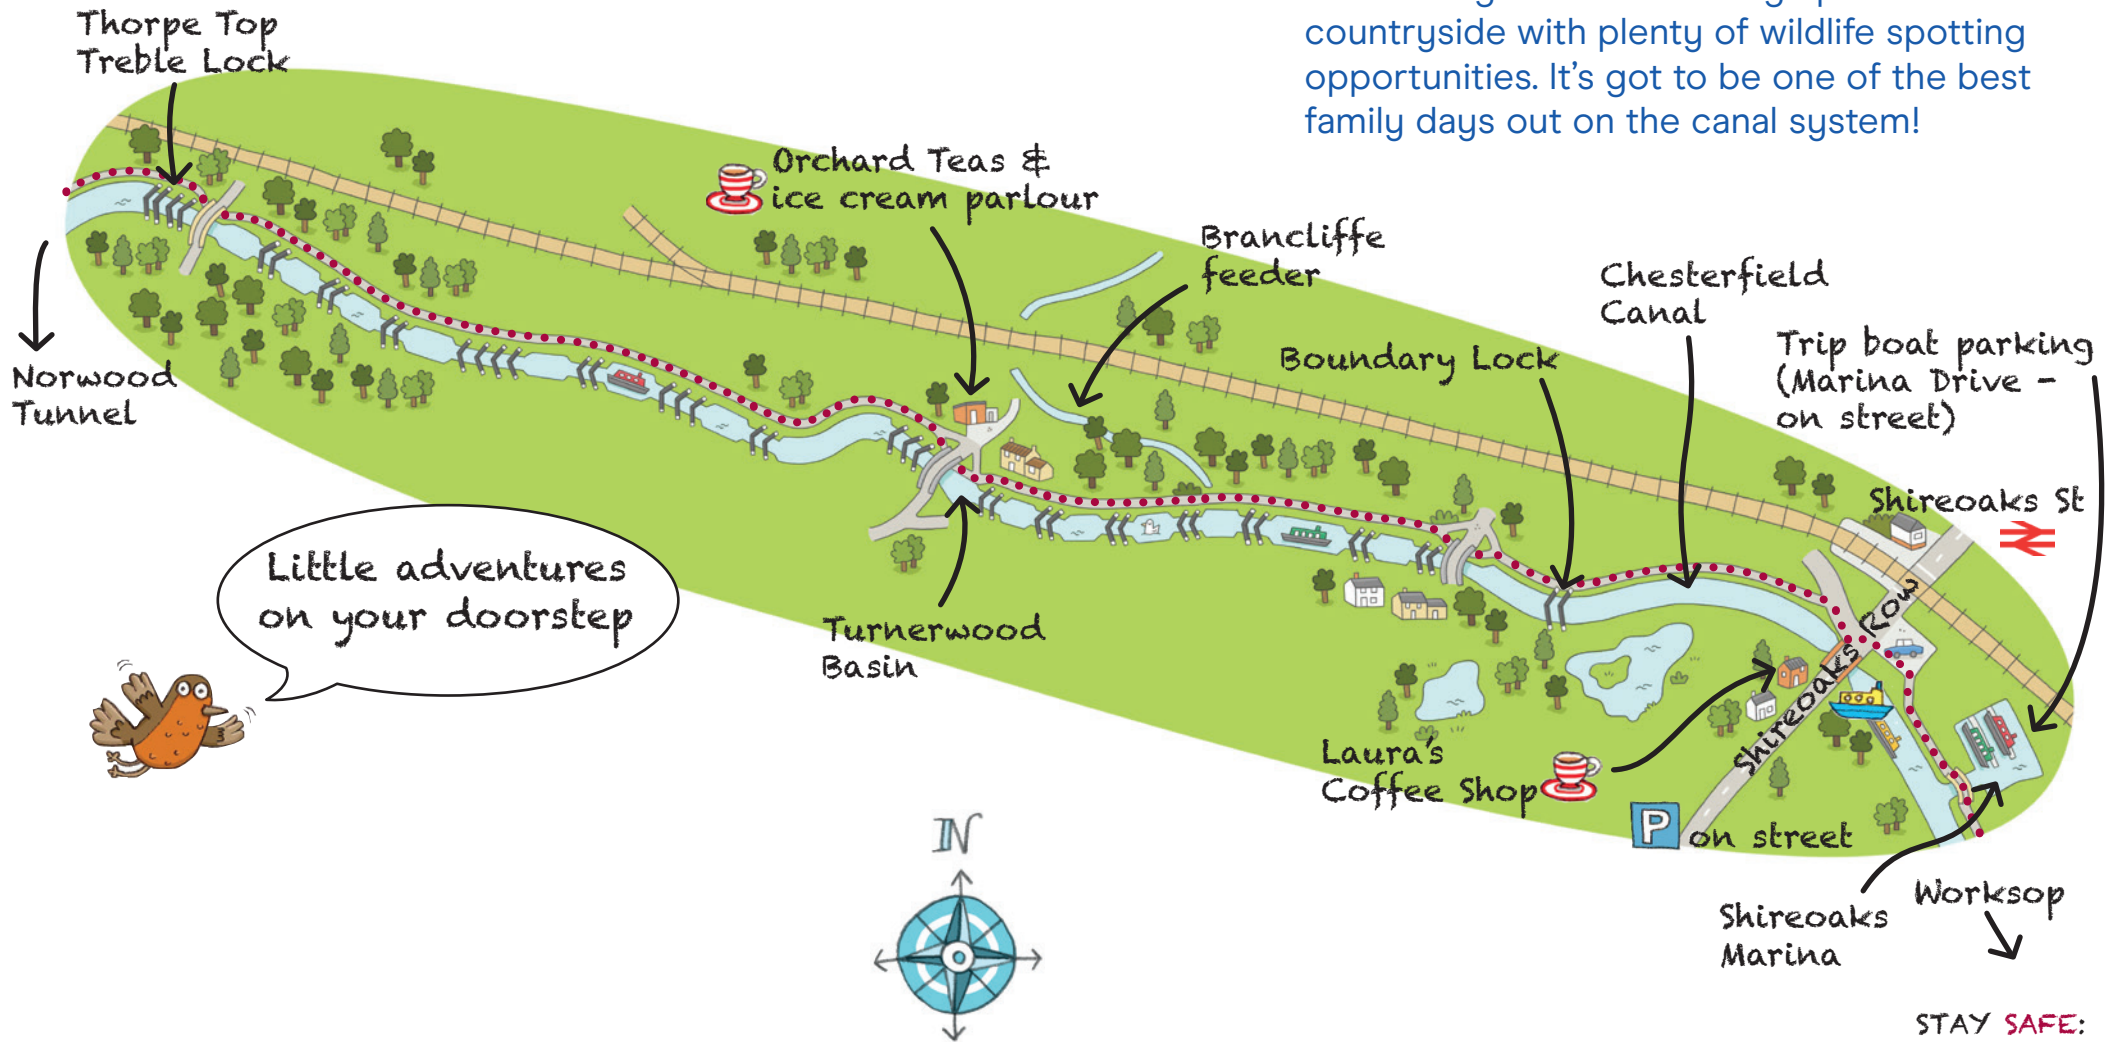 countryside with plenty of wildlife spotting
opportunities. It's got to be one of the best
family days out on the canal system!
Thorpe Top
Treble Lock
Orchard Teas &
ice cream parlour
Brancliffe
feeder
Chesterfield
Canal
Boundary Lock
Trip boat parking
(Marina Drive -
on street)
Norwood
Tunnel
Shireoaks St
Little adventures
on your doorstep
Turnerwood
Basin
Shireoaks Row
Laura's
Coffee Shop
P on street
Shireoaks
Marina
Worksop
N
STAY SAFE: